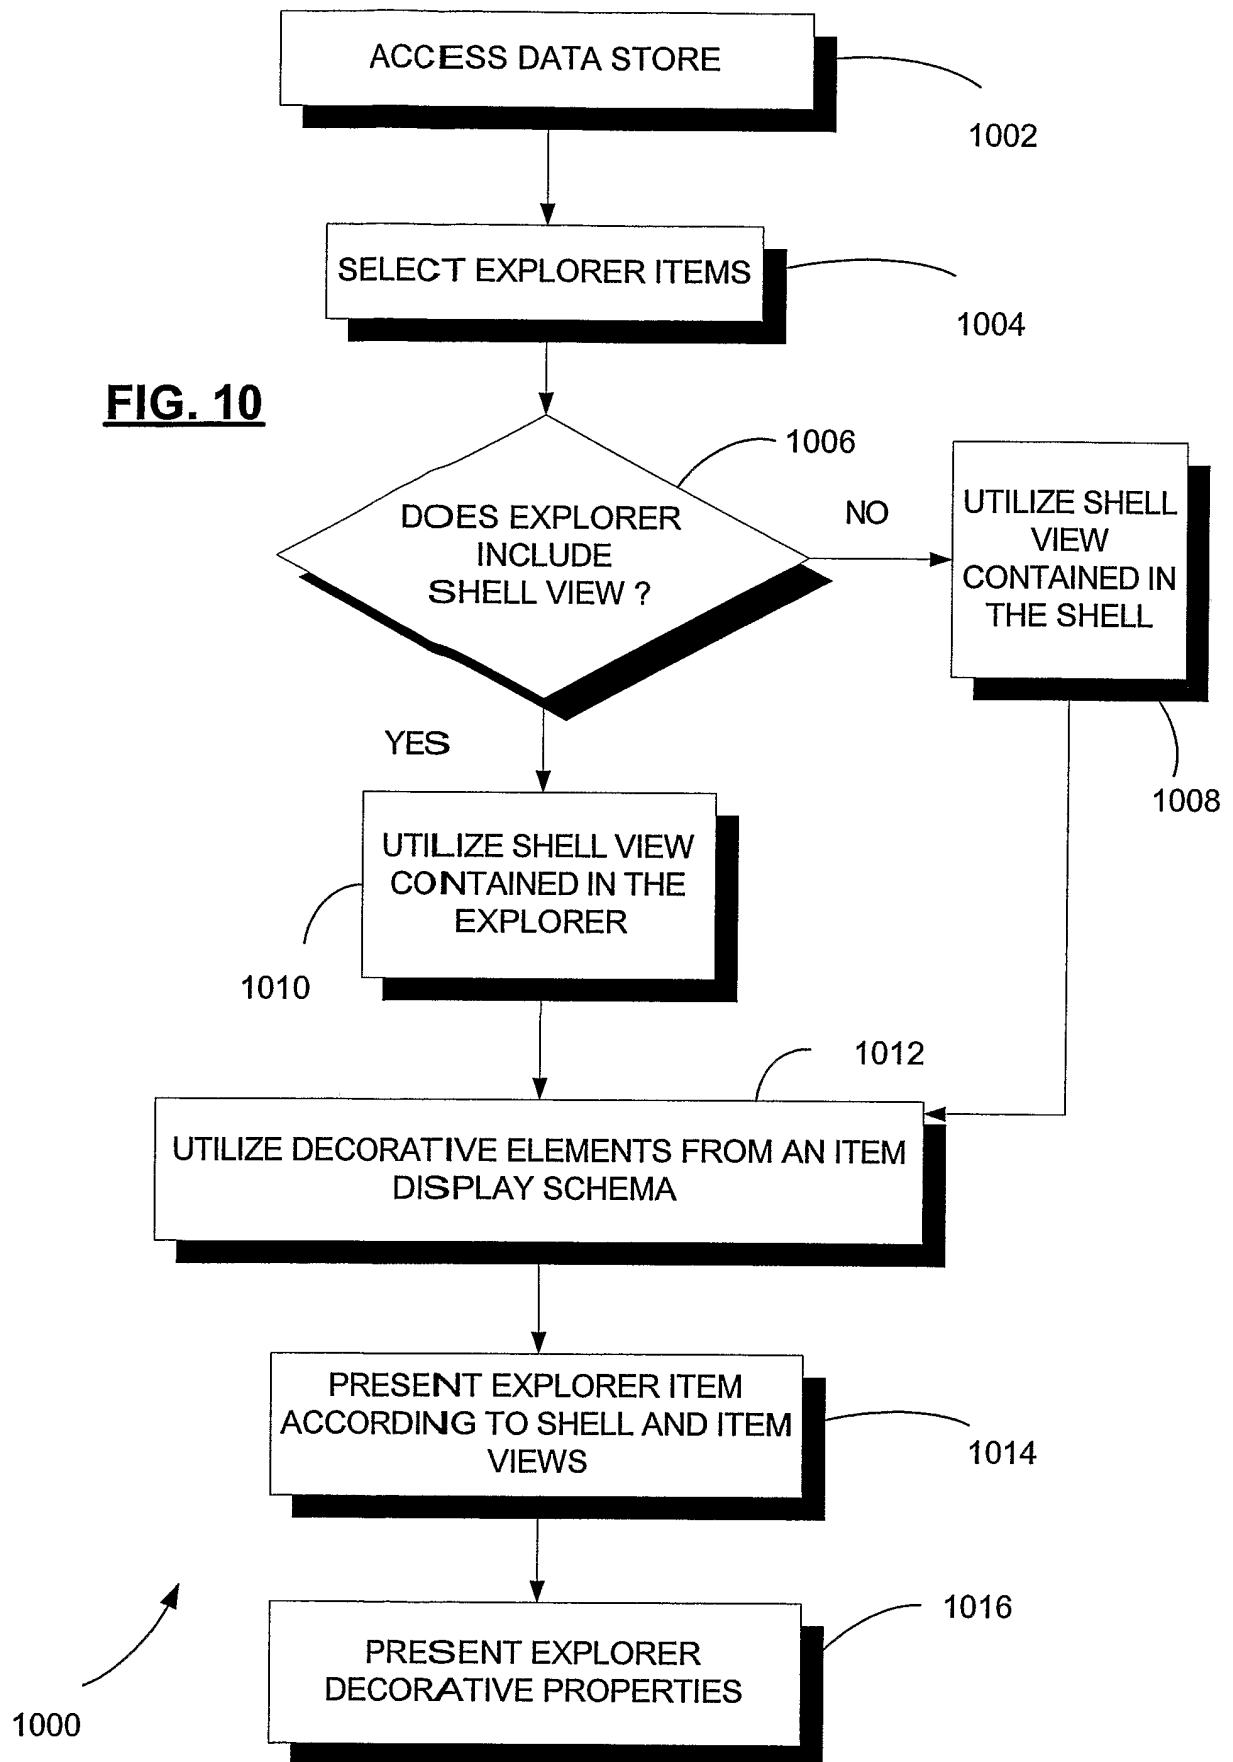 ACCESS DATA STORE
1002
SELECT EXPLORER ITEMS
1004
FIG. 10
1006
DOES EXPLORER
INCLUDE
SHELL VIEW ?
NO
UTILIZE SHELL
VIEW
CONTAINED IN
THE SHELL
1008
YES
UTILIZE SHELL VIEW
CONTAINED IN THE
EXPLORER
1010
1012
UTILIZE DECORATIVE ELEMENTS FROM AN ITEM
DISPLAY SCHEMA
PRESENT EXPLORER ITEM
ACCORDING TO SHELL AND ITEM
VIEWS
1014
1016
PRESENT EXPLORER
DECORATIVE PROPERTIES
1000